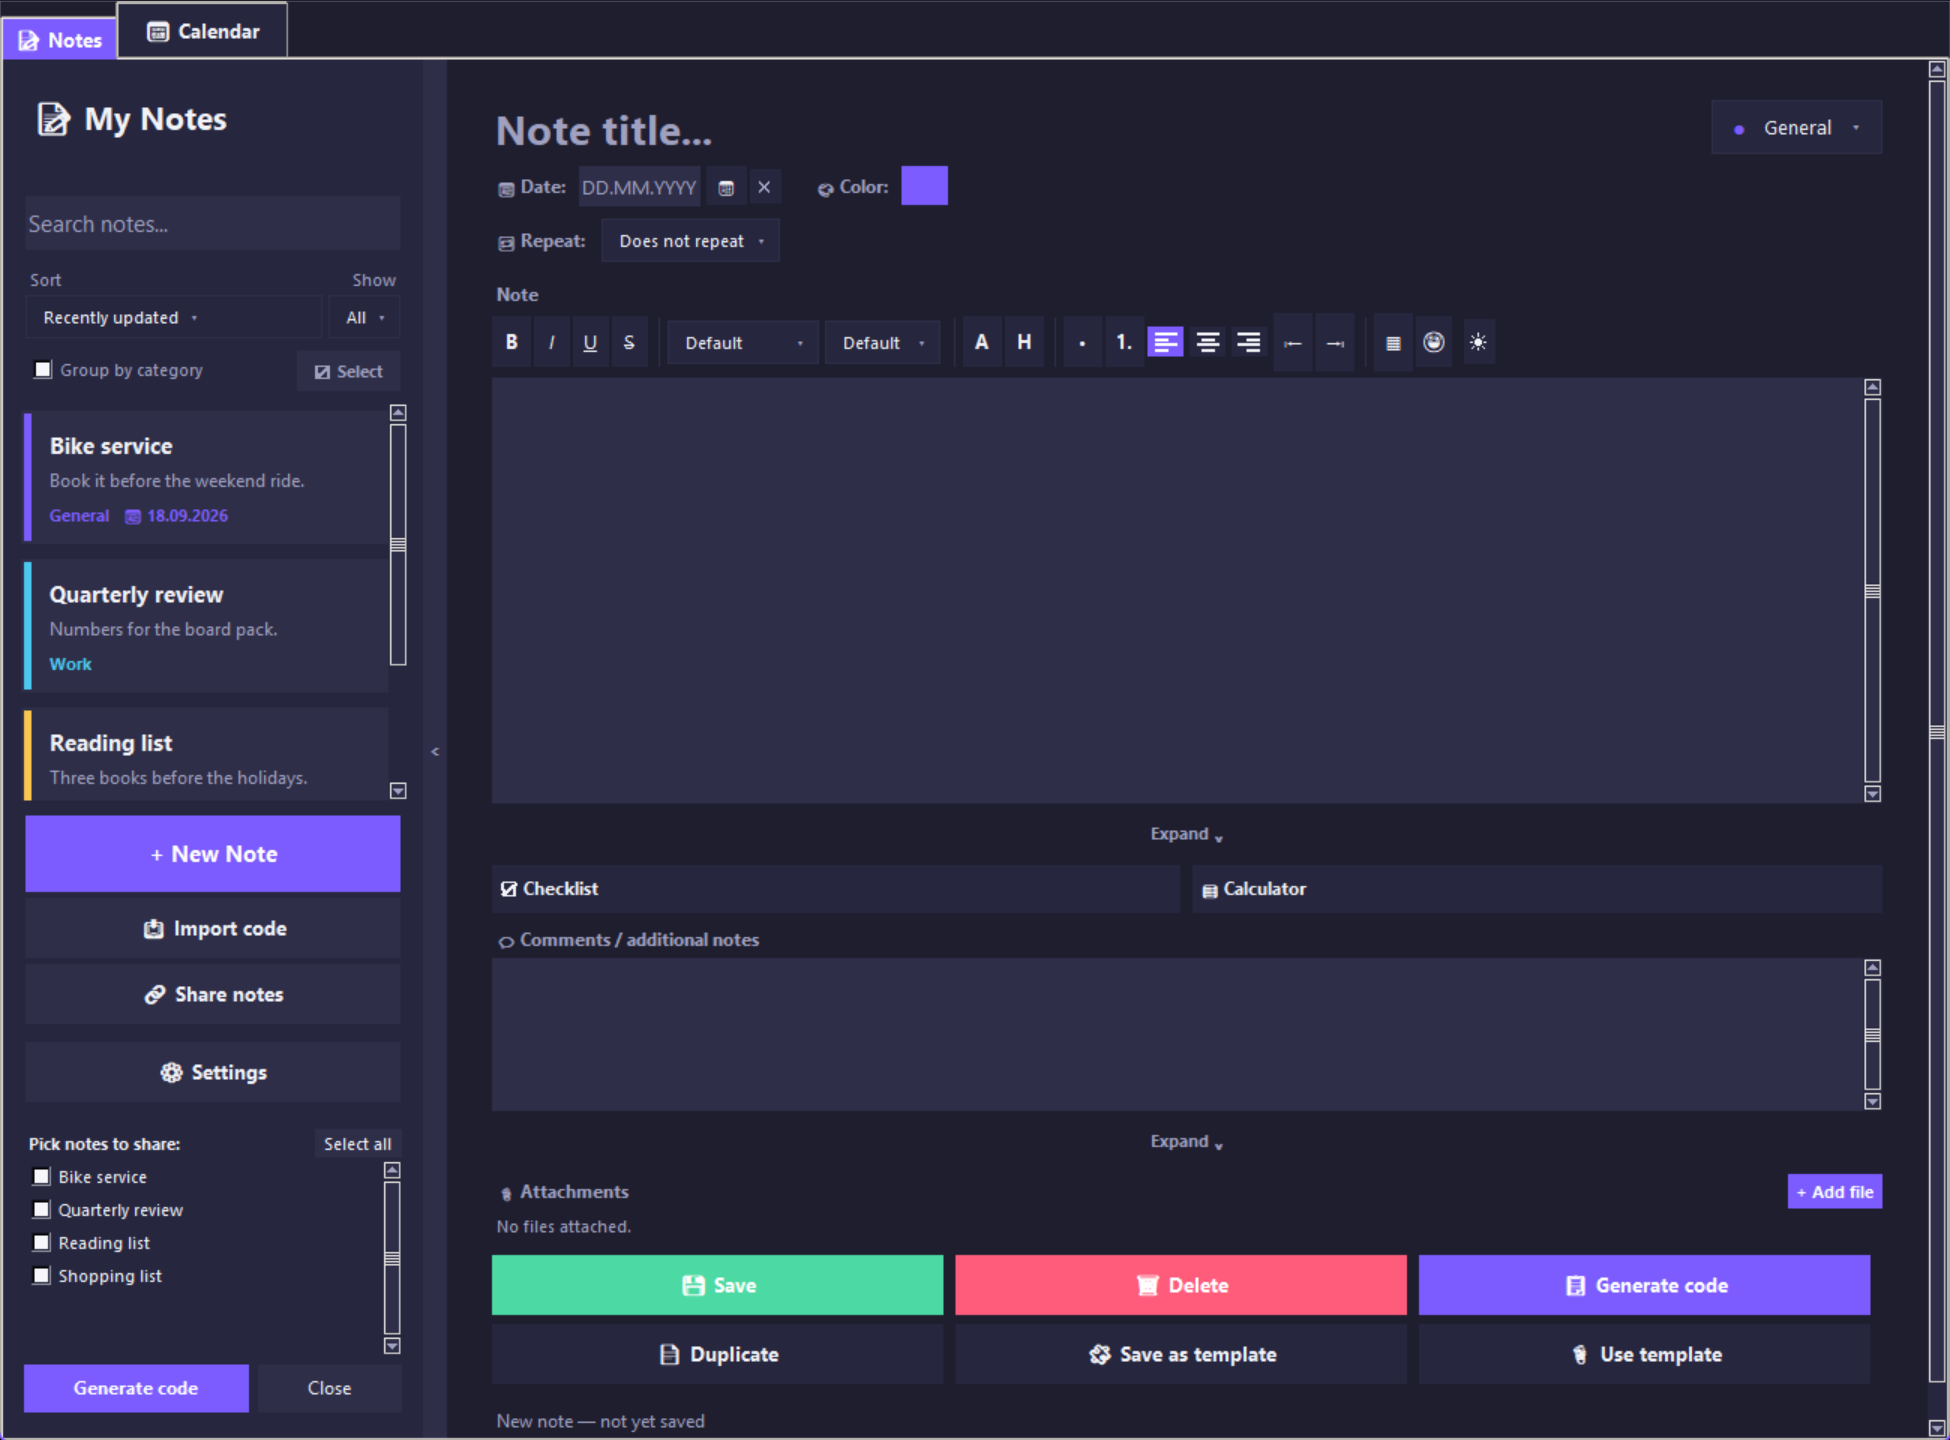 Notes
Calendar
My Notes
Search notes...
Sort
Show
Recently updated
All
Group by category
Select
Bike service
Book it before the weekend ride.
General 18.09.2026
Quarterly review
Numbers for the board pack.
Work
Reading list
Three books before the holidays.
+ New Note
Import code
Share notes
Settings
Pick notes to share:
Select all
Bike service
Quarterly review
Reading list
Shopping list
Generate code
Close
<
Note title...
General
Date: DD.MM.YYYY
Color:
Repeat: Does not repeat
Note
B I U S Default Default A H • 1.
Expand
Checklist
Calculator
Comments / additional notes
Expand
Attachments
+ Add file
No files attached.
Save
Delete
Generate code
Duplicate
Save as template
Use template
New note — not yet saved